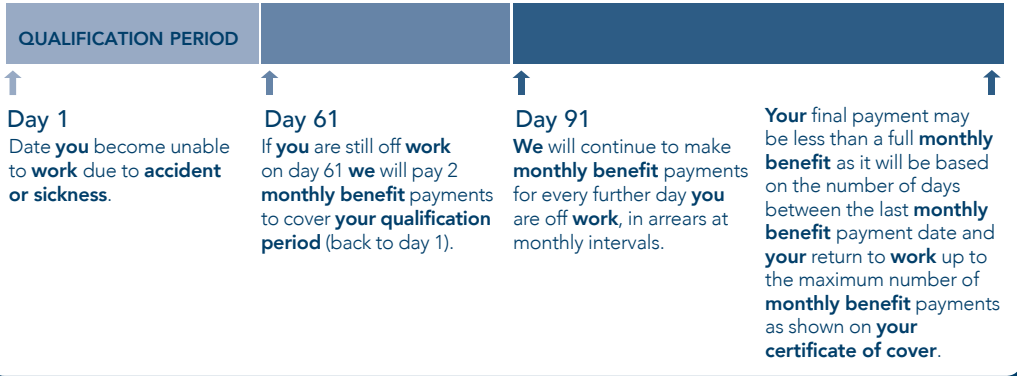 QUALIFICATION PERIOD
Day 1
Date you become unable
to work due to accident
or sickness.
Day 61
If you are still off work
on day 61 we will pay 2
monthly benefit payments
to cover your qualification
period (back to day 1).
Day 91
We will continue to make
monthly benefit payments
for every further day you
are off work, in arrears at
monthly intervals.
Your final payment may
be less than a full monthly
benefit as it will be based
on the number of days
between the last monthly
benefit payment date and
your return to work up to
the maximum number of
monthly benefit payments
as shown on your
certificate of cover.